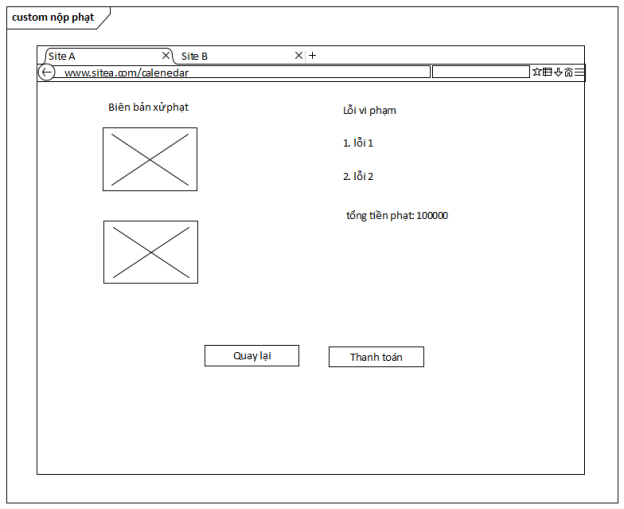 custom nộp phạt
Site A
Site B
www.sitea.com/calenedar
Biên bản xử phạt
Lỗi vi phạm
1. lỗi 1
2. lỗi 2
tổng tiền phạt: 100000
Quay lại
Thanh toán